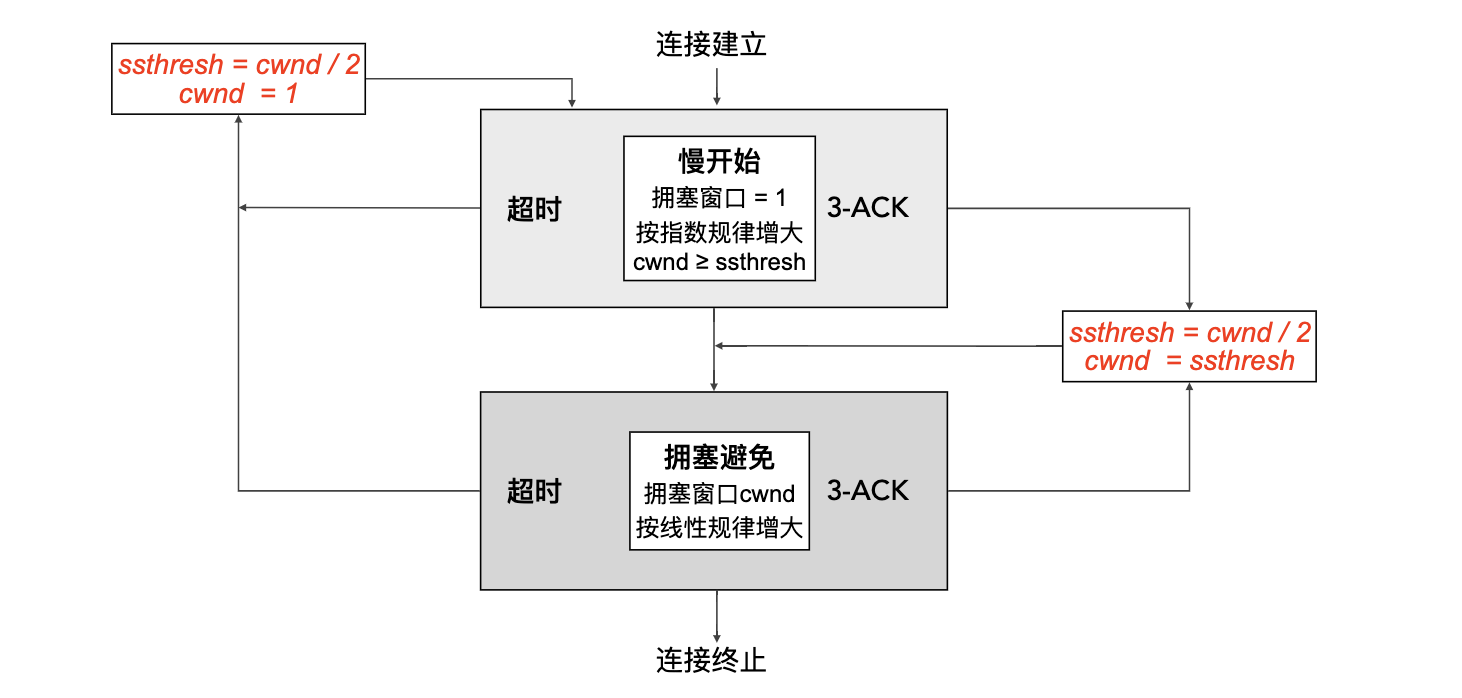 连接建立
ssthresh = cwnd / 2
cwnd = 1
慢开始
拥塞窗口 = 1
按指数规律增大
cwnd ≥ ssthresh
超时
3-ACK
ssthresh = cwnd / 2
cwnd = ssthresh
拥塞避免
拥塞窗口cwnd
按线性规律增大
超时
3-ACK
连接终止